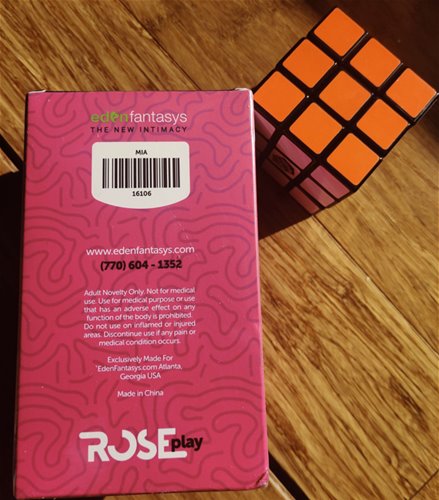 edenfantasys
THE NEW INTIMACY
MIA
16106
www.edenfantasys.com
(770) 604 - 1352
Adult Novelty Only. Not for medical
use. Use for medical purpose or use
that has an adverse effect on any
function of the body is prohibited.
Do not use on inflamed or injured
areas. Discontinue use if any pain or
medical condition occurs.
Exclusively Made For
EdenFantasys.com Atlanta,
Georgia USA
Made in China
ROSE play